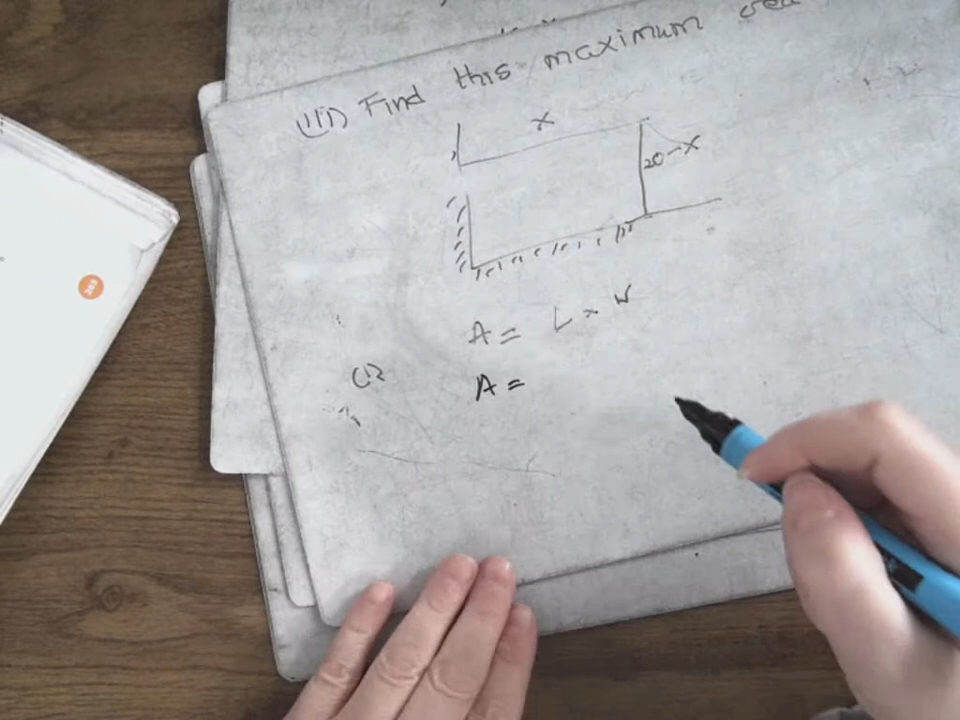 (iii) Find this maximum
x
20-x
A = L × W
A =